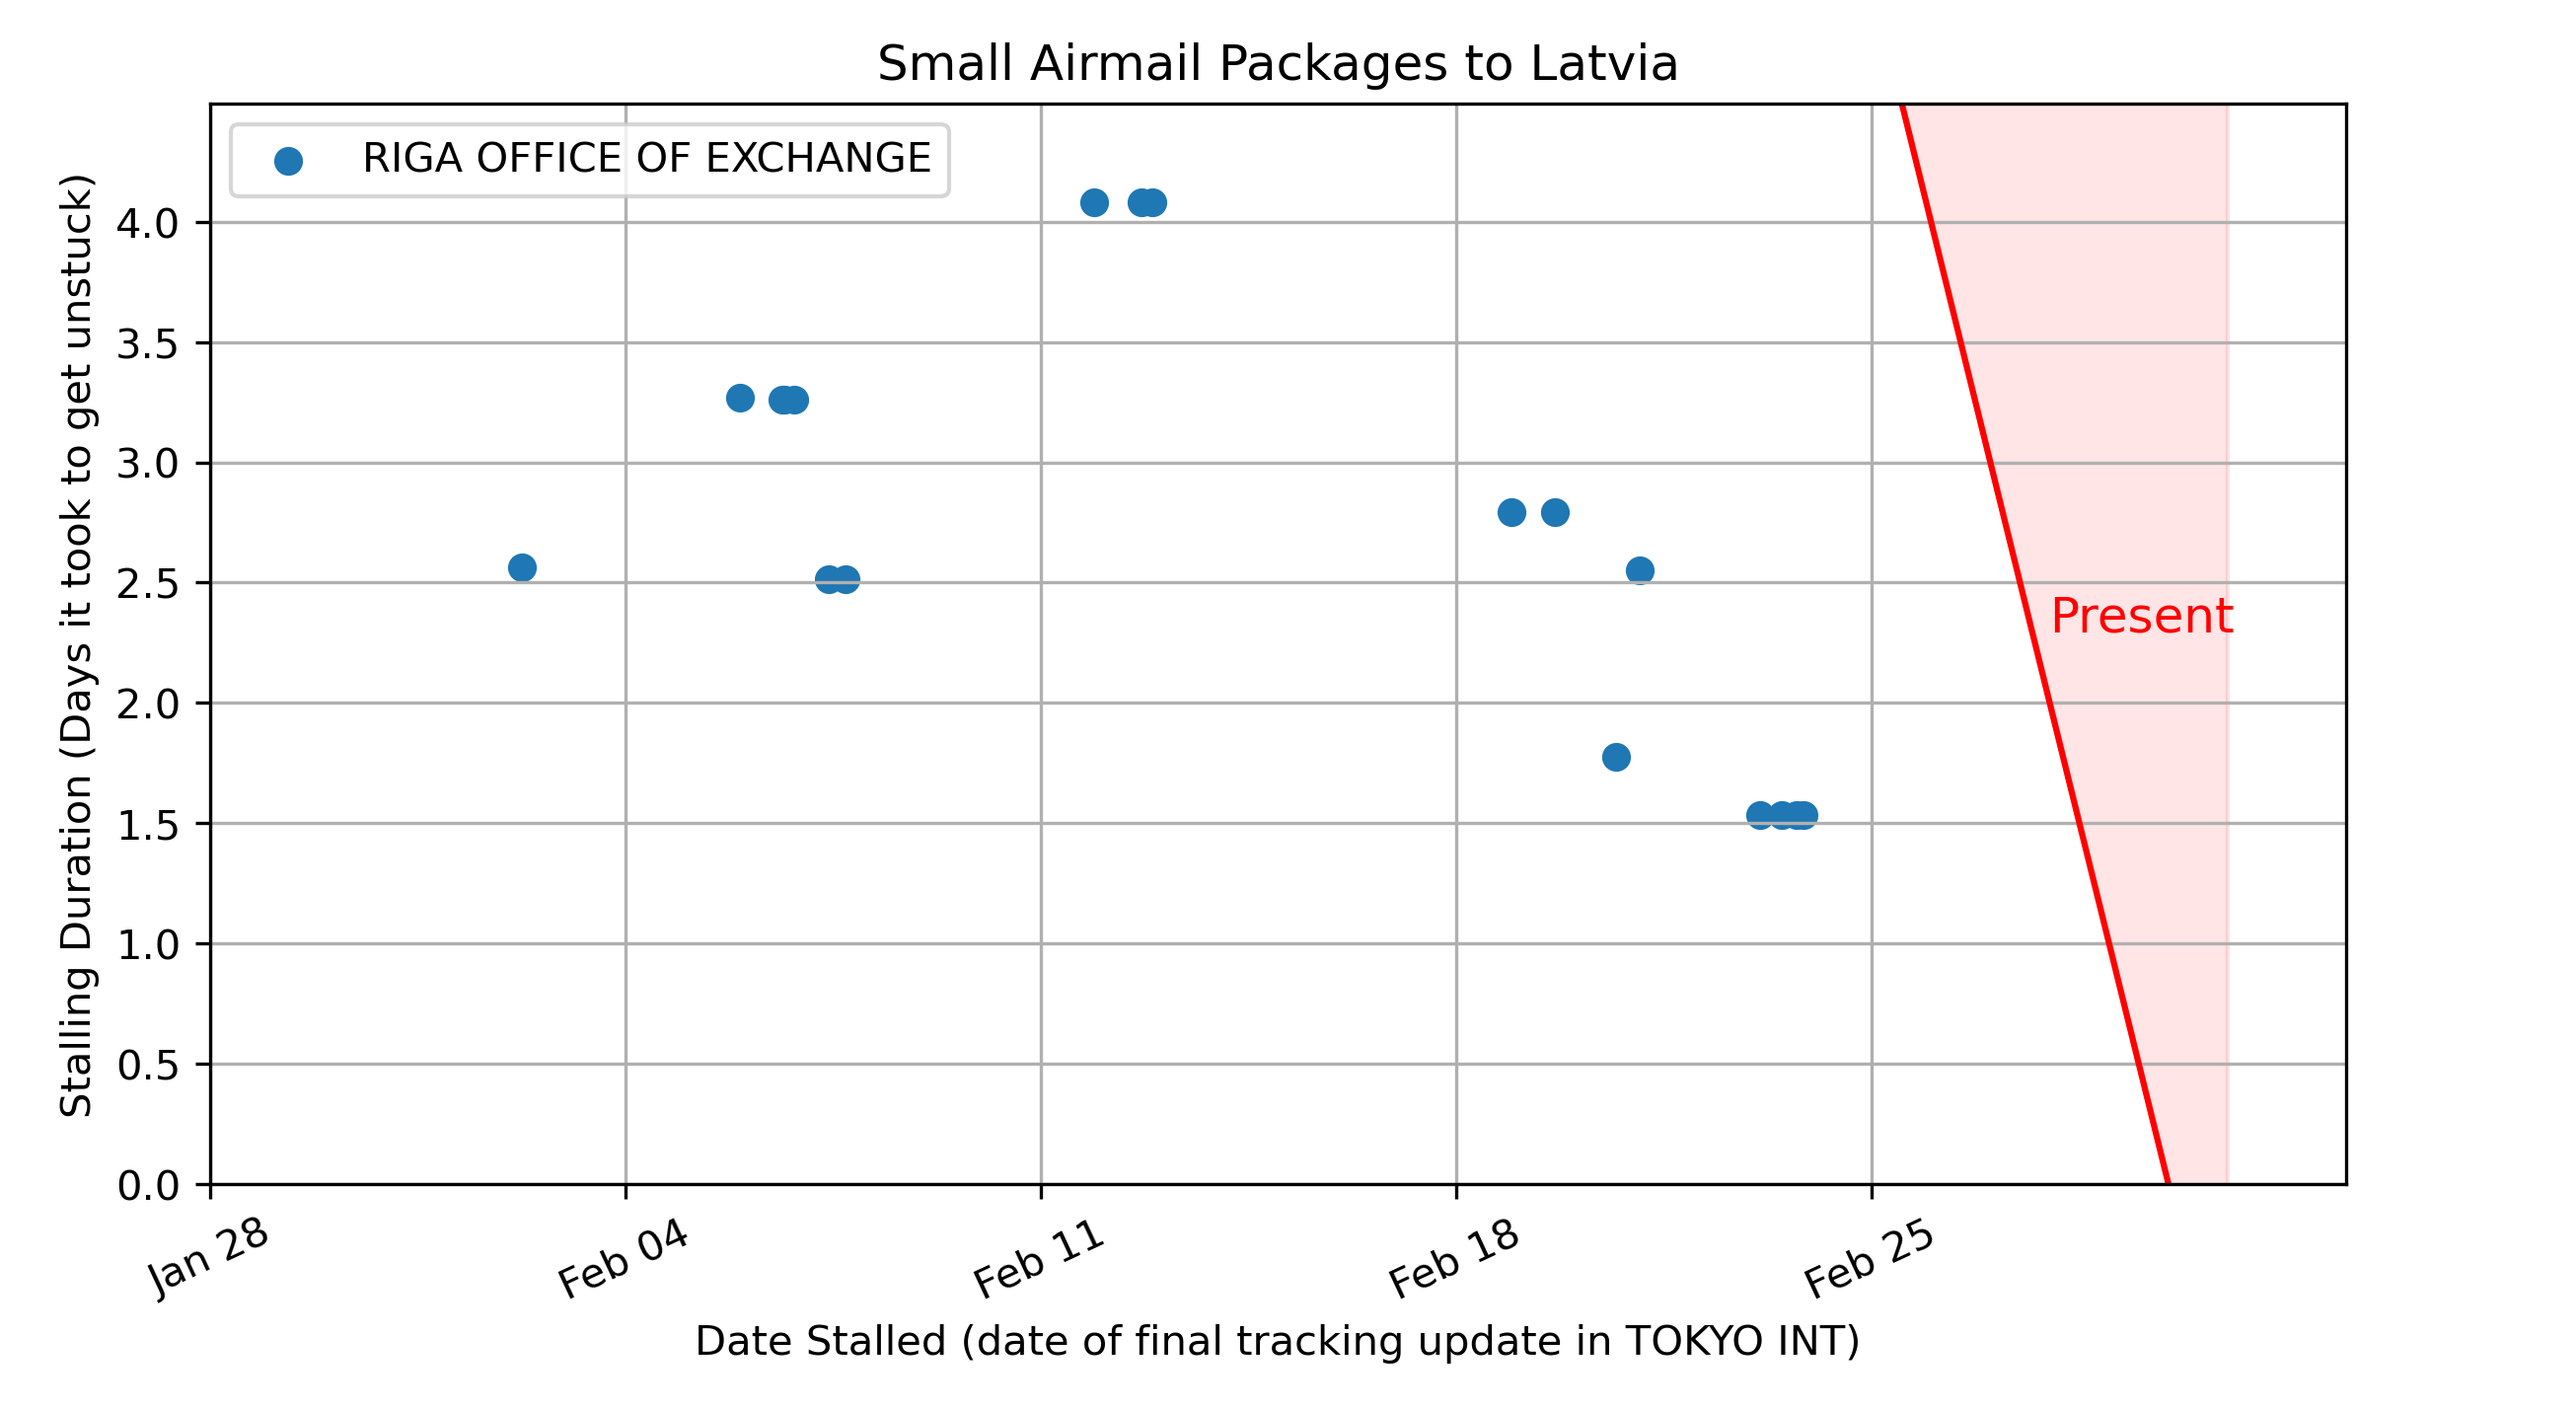 Small Airmail Packages to Latvia
RIGA OFFICE OF EXCHANGE
Stalling Duration (Days it took to get unstuck)
4.0
3.5
3.0
2.5
2.0
1.5
1.0
0.5
0.0
Present
Jan 28
Feb 04
Feb 11
Feb 18
Feb 25
Date Stalled (date of final tracking update in TOKYO INT)